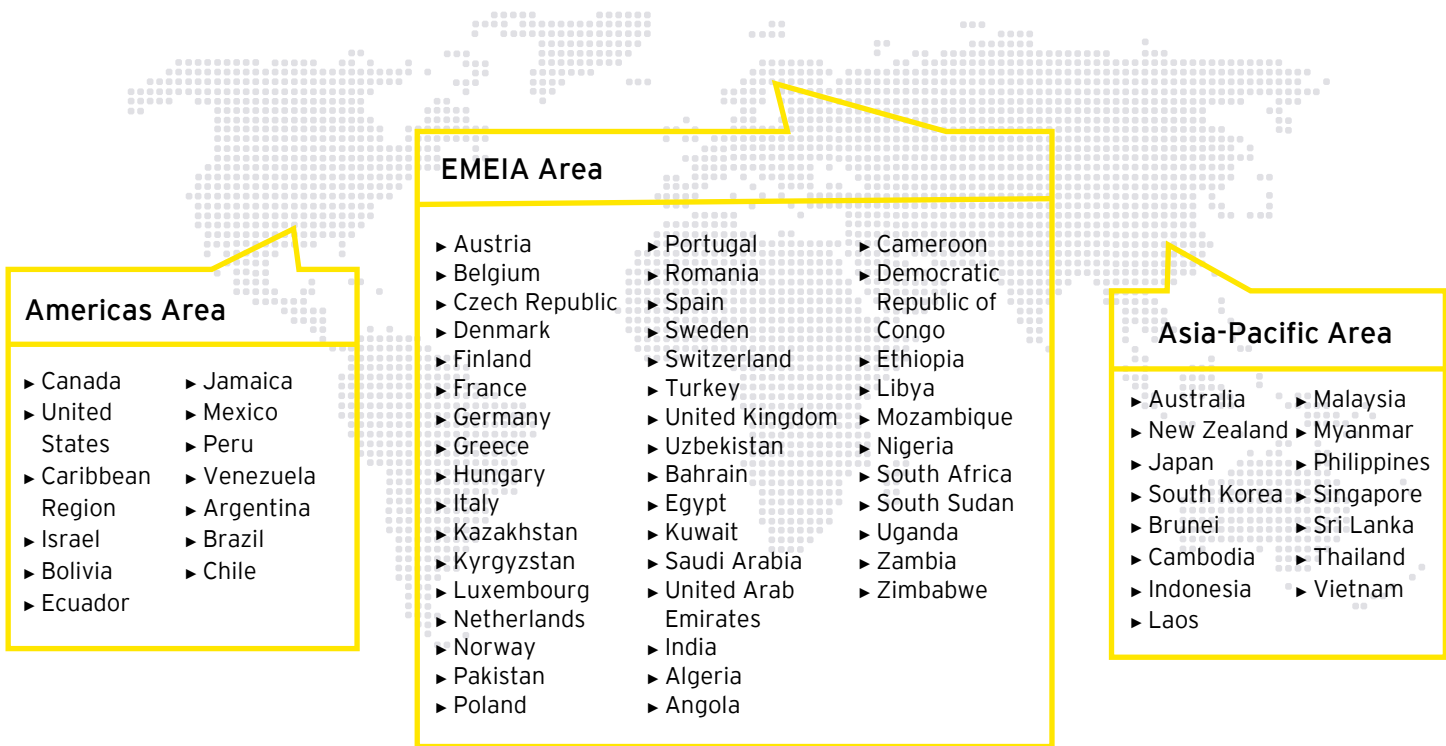 EMEIA Area
► Austria
► Belgium
► Czech Republic
► Denmark
► Finland
► France
► Germany
► Greece
► Hungary
► Italy
► Kazakhstan
► Kyrgyzstan
► Luxembourg
► Netherlands
► Norway
► Pakistan
► Poland
► Portugal
► Romania
► Spain
► Sweden
► Switzerland
► Turkey
► United Kingdom
► Uzbekistan
► Bahrain
► Egypt
► Kuwait
► Saudi Arabia
► United Arab
Emirates
► India
► Algeria
► Angola
► Cameroon
► Democratic
Republic of
Congo
► Ethiopia
► Libya
► Mozambique
► Nigeria
► South Africa
► South Sudan
► Uganda
► Zambia
► Zimbabwe
Americas Area
► Canada
► United
States
► Caribbean
Region
► Israel
► Bolivia
► Ecuador
► Jamaica
► Mexico
► Peru
► Venezuela
► Argentina
► Brazil
► Chile
Asia-Pacific Area
► Australia
► New Zealand
► Japan
► South Korea
► Brunei
► Cambodia
► Indonesia
► Laos
► Malaysia
► Myanmar
► Philippines
► Singapore
► Sri Lanka
► Thailand
► Vietnam